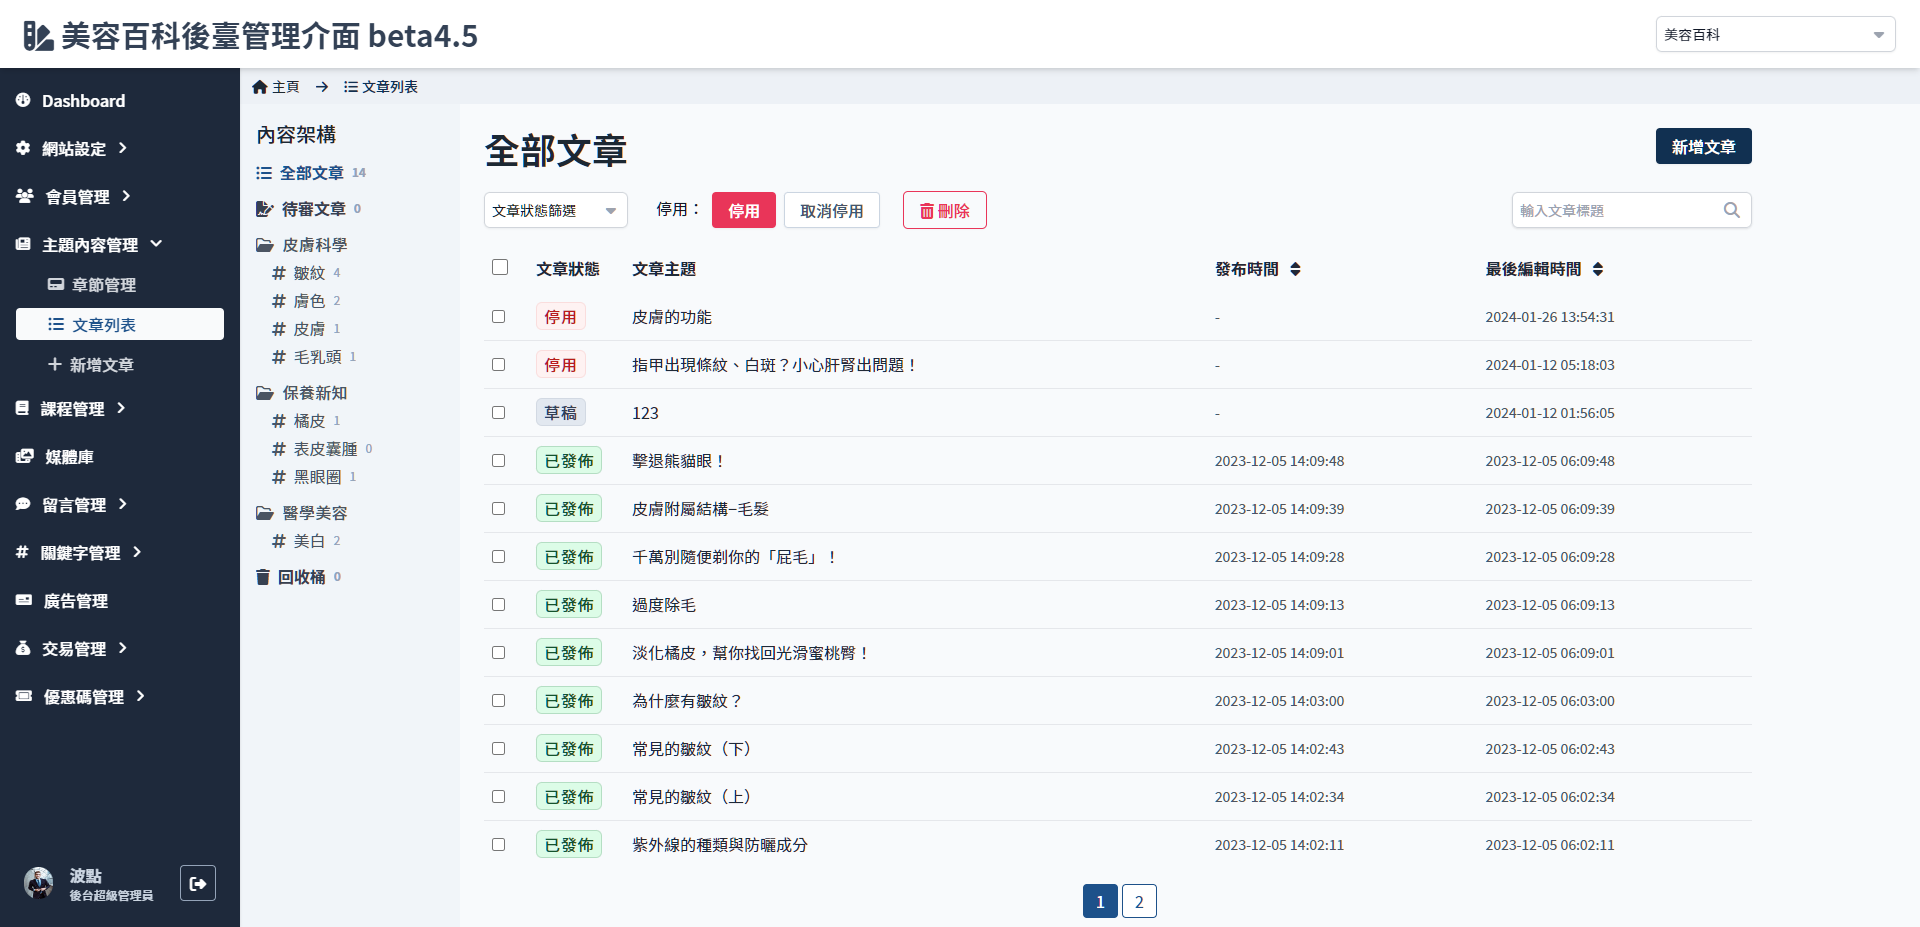 美容百科後臺管理介面 beta4.5
美容百科
Dashboard
網站設定
會員管理
主題內容管理
章節管理
文章列表
新增文章
課程管理
媒體庫
留言管理
關鍵字管理
廣告管理
交易管理
優惠碼管理
波點
後台超級管理員
主頁 → 文章列表
內容架構
全部文章 14
待審文章 0
皮膚科學
# 皺紋 4
# 膚色 2
# 皮膚 1
# 毛乳頭 1
保養新知
# 橘皮 1
# 表皮囊腫 0
# 黑眼圈 1
醫學美容
# 美白 2
回收桶 0
全部文章
新增文章
文章狀態篩選 停用： 停用 取消停用 刪除 輸入文章標題
文章狀態 文章主題 發布時間 最後編輯時間
停用 皮膚的功能 - 2024-01-26 13:54:31
停用 指甲出現條紋、白斑？小心肝腎出問題！ - 2024-01-12 05:18:03
草稿 123 - 2024-01-12 01:56:05
已發佈 擊退熊貓眼！ 2023-12-05 14:09:48 2023-12-05 06:09:48
已發佈 皮膚附屬結構–毛髮 2023-12-05 14:09:39 2023-12-05 06:09:39
已發佈 千萬別隨便剃你的「屁毛」！ 2023-12-05 14:09:28 2023-12-05 06:09:28
已發佈 過度除毛 2023-12-05 14:09:13 2023-12-05 06:09:13
已發佈 淡化橘皮，幫你找回光滑蜜桃臀！ 2023-12-05 14:09:01 2023-12-05 06:09:01
已發佈 為什麼有皺紋？ 2023-12-05 14:03:00 2023-12-05 06:03:00
已發佈 常見的皺紋（下） 2023-12-05 14:02:43 2023-12-05 06:02:43
已發佈 常見的皺紋（上） 2023-12-05 14:02:34 2023-12-05 06:02:34
已發佈 紫外線的種類與防曬成分 2023-12-05 14:02:11 2023-12-05 06:02:11
1 2